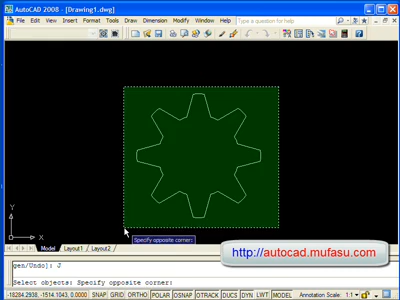 AutoCAD 2008 - [Drawing1.dwg]
File Edit View Insert Format Tools Draw Dimension Modify Window Help Type a question for help
Specify opposite corner:
Y
X
Model Layout1 Layout2
http://autocad.mufasu.com
gen/Undo]: J
Select objects: Specify opposite corner:
-18284.2938, -1514.1043, 0.0000 SNAP GRID ORTHO POLAR OSNAP OTRACK DUCS DYN LWT MODEL Annotation Scale: 1:1